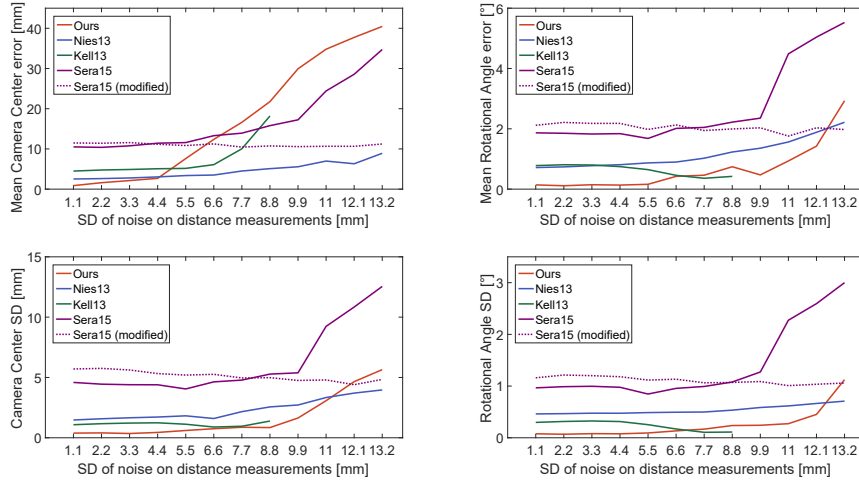 Mean Camera Center error [mm]
40
30
20
10
0
Ours
Nies13
Kell13
Sera15
Sera15 (modified)
1.1 2.2 3.3 4.4 5.5 6.6 7.7 8.8 9.9 11 12.1 13.2
SD of noise on distance measurements [mm]
Mean Rotational Angle error [°]
6
4
2
0
Ours
Nies13
Kell13
Sera15
Sera15 (modified)
1.1 2.2 3.3 4.4 5.5 6.6 7.7 8.8 9.9 11 12.1 13.2
SD of noise on distance measurements [mm]
Camera Center SD [mm]
15
10
5
0
Ours
Nies13
Kell13
Sera15
Sera15 (modified)
1.1 2.2 3.3 4.4 5.5 6.6 7.7 8.8 9.9 11 12.1 13.2
SD of noise on distance measurements [mm]
Rotational Angle SD [°]
3
2
1
0
Ours
Nies13
Kell13
Sera15
Sera15 (modified)
1.1 2.2 3.3 4.4 5.5 6.6 7.7 8.8 9.9 11 12.1 13.2
SD of noise on distance measurements [mm]